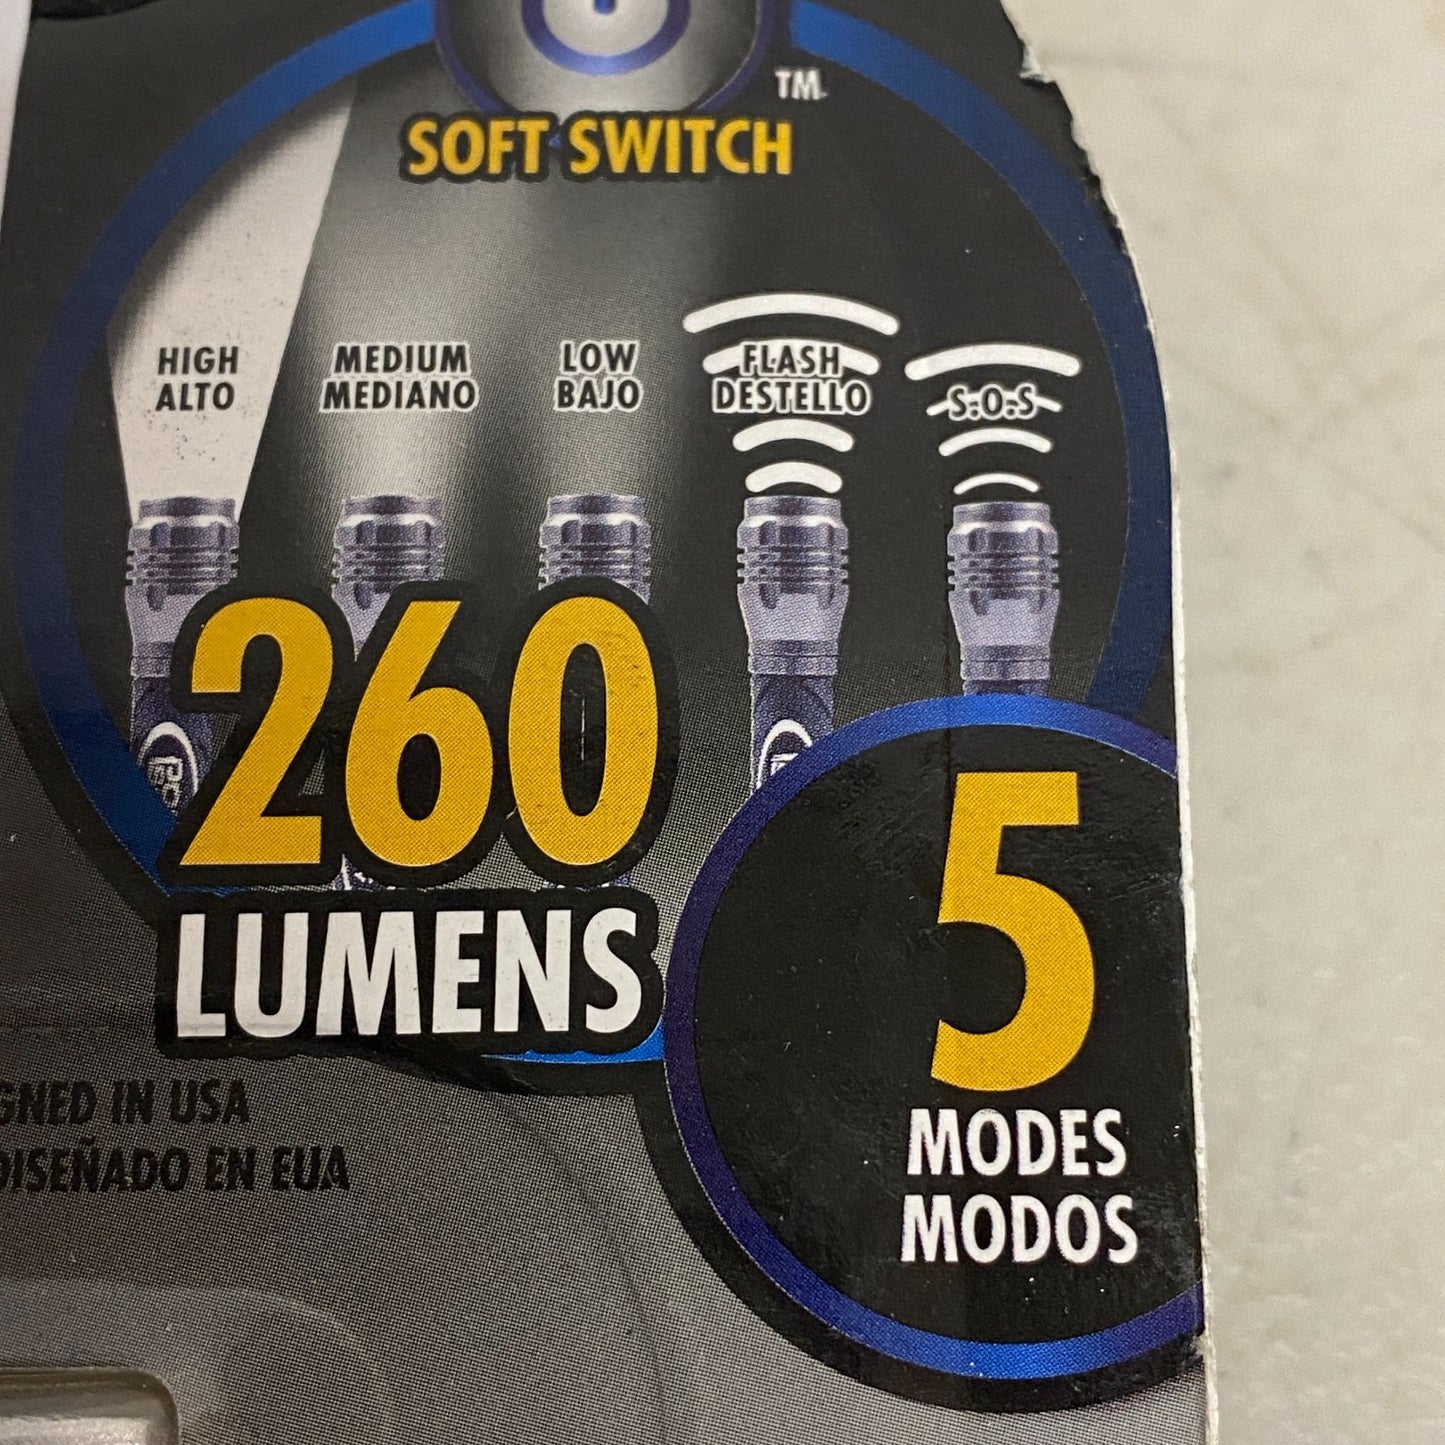 TM
SOFT SWITCH
HIGH
ALTO
MEDIUM
MEDIANO
LOW
BAJO
FLASH
DESTELLO
S.O.S
260
LUMENS
5
MODES
MODOS
GNED IN USA
DISEÑADO EN EUA